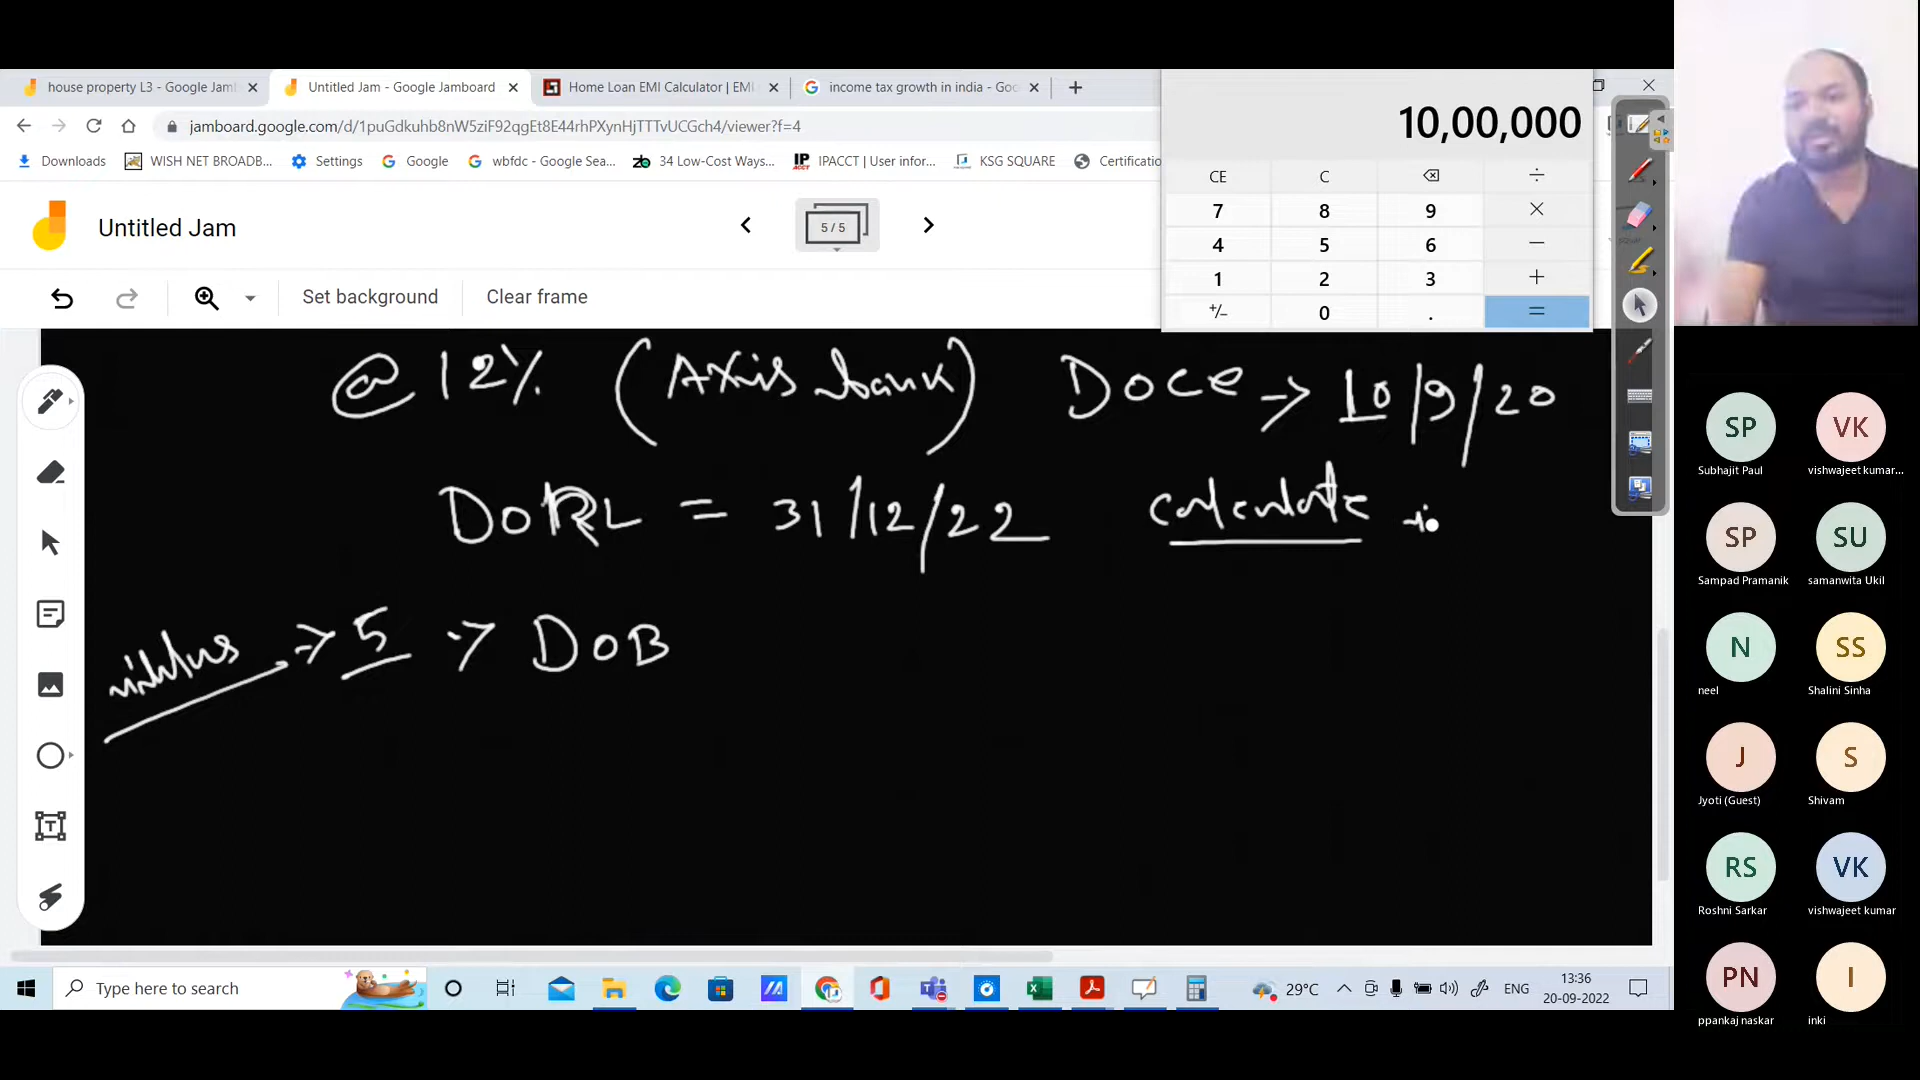 house property L3 - Google Jam
Untitled Jam - Google Jamboard
Home Loan EMI Calculator | EMI
income tax growth in india - Goo
jamboard.google.com/d/1puGdkuhb8nW5ziF92qgEt8E44rhPXynHjTTTvUCGch4/viewer?f=4
Downloads
WISH NET BROADB...
Settings
Google
wbfdc - Google Sea...
34 Low-Cost Ways...
IPACCT | User infor...
KSG SQUARE
Certificatio
Untitled Jam
5 / 5
Set background
Clear frame
10,00,000
CE C ÷
7 8 9 ×
4 5 6 −
1 2 3 +
+/− 0 . =
@ 12% (Axis bank) DOCE → 10/9/20
DORL = 31/12/22 calculate
→ 5 → DOB
SP VK
Subhajit Paul vishwajeet kumar...
SP SU
Sampad Pramanik samanwita Ukil
N SS
neel Shalini Sinha
J S
Jyoti (Guest) Shivam
RS VK
Roshni Sarkar vishwajeet kumar
PN I
ppankaj naskar inki
Type here to search
29°C
ENG
13:36
20-09-2022